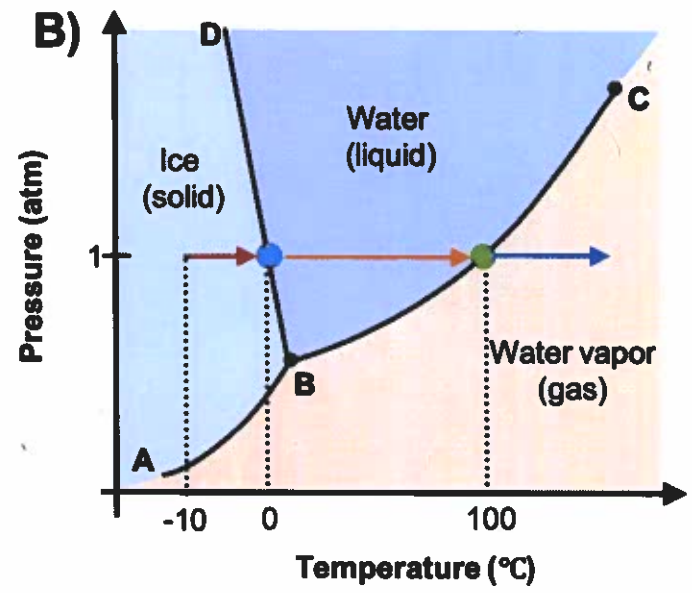 B)
D
C
Water
(liquid)
Ice
(solid)
Pressure (atm)
1
Water vapor
(gas)
B
A
-10
0
100
Temperature (°C)